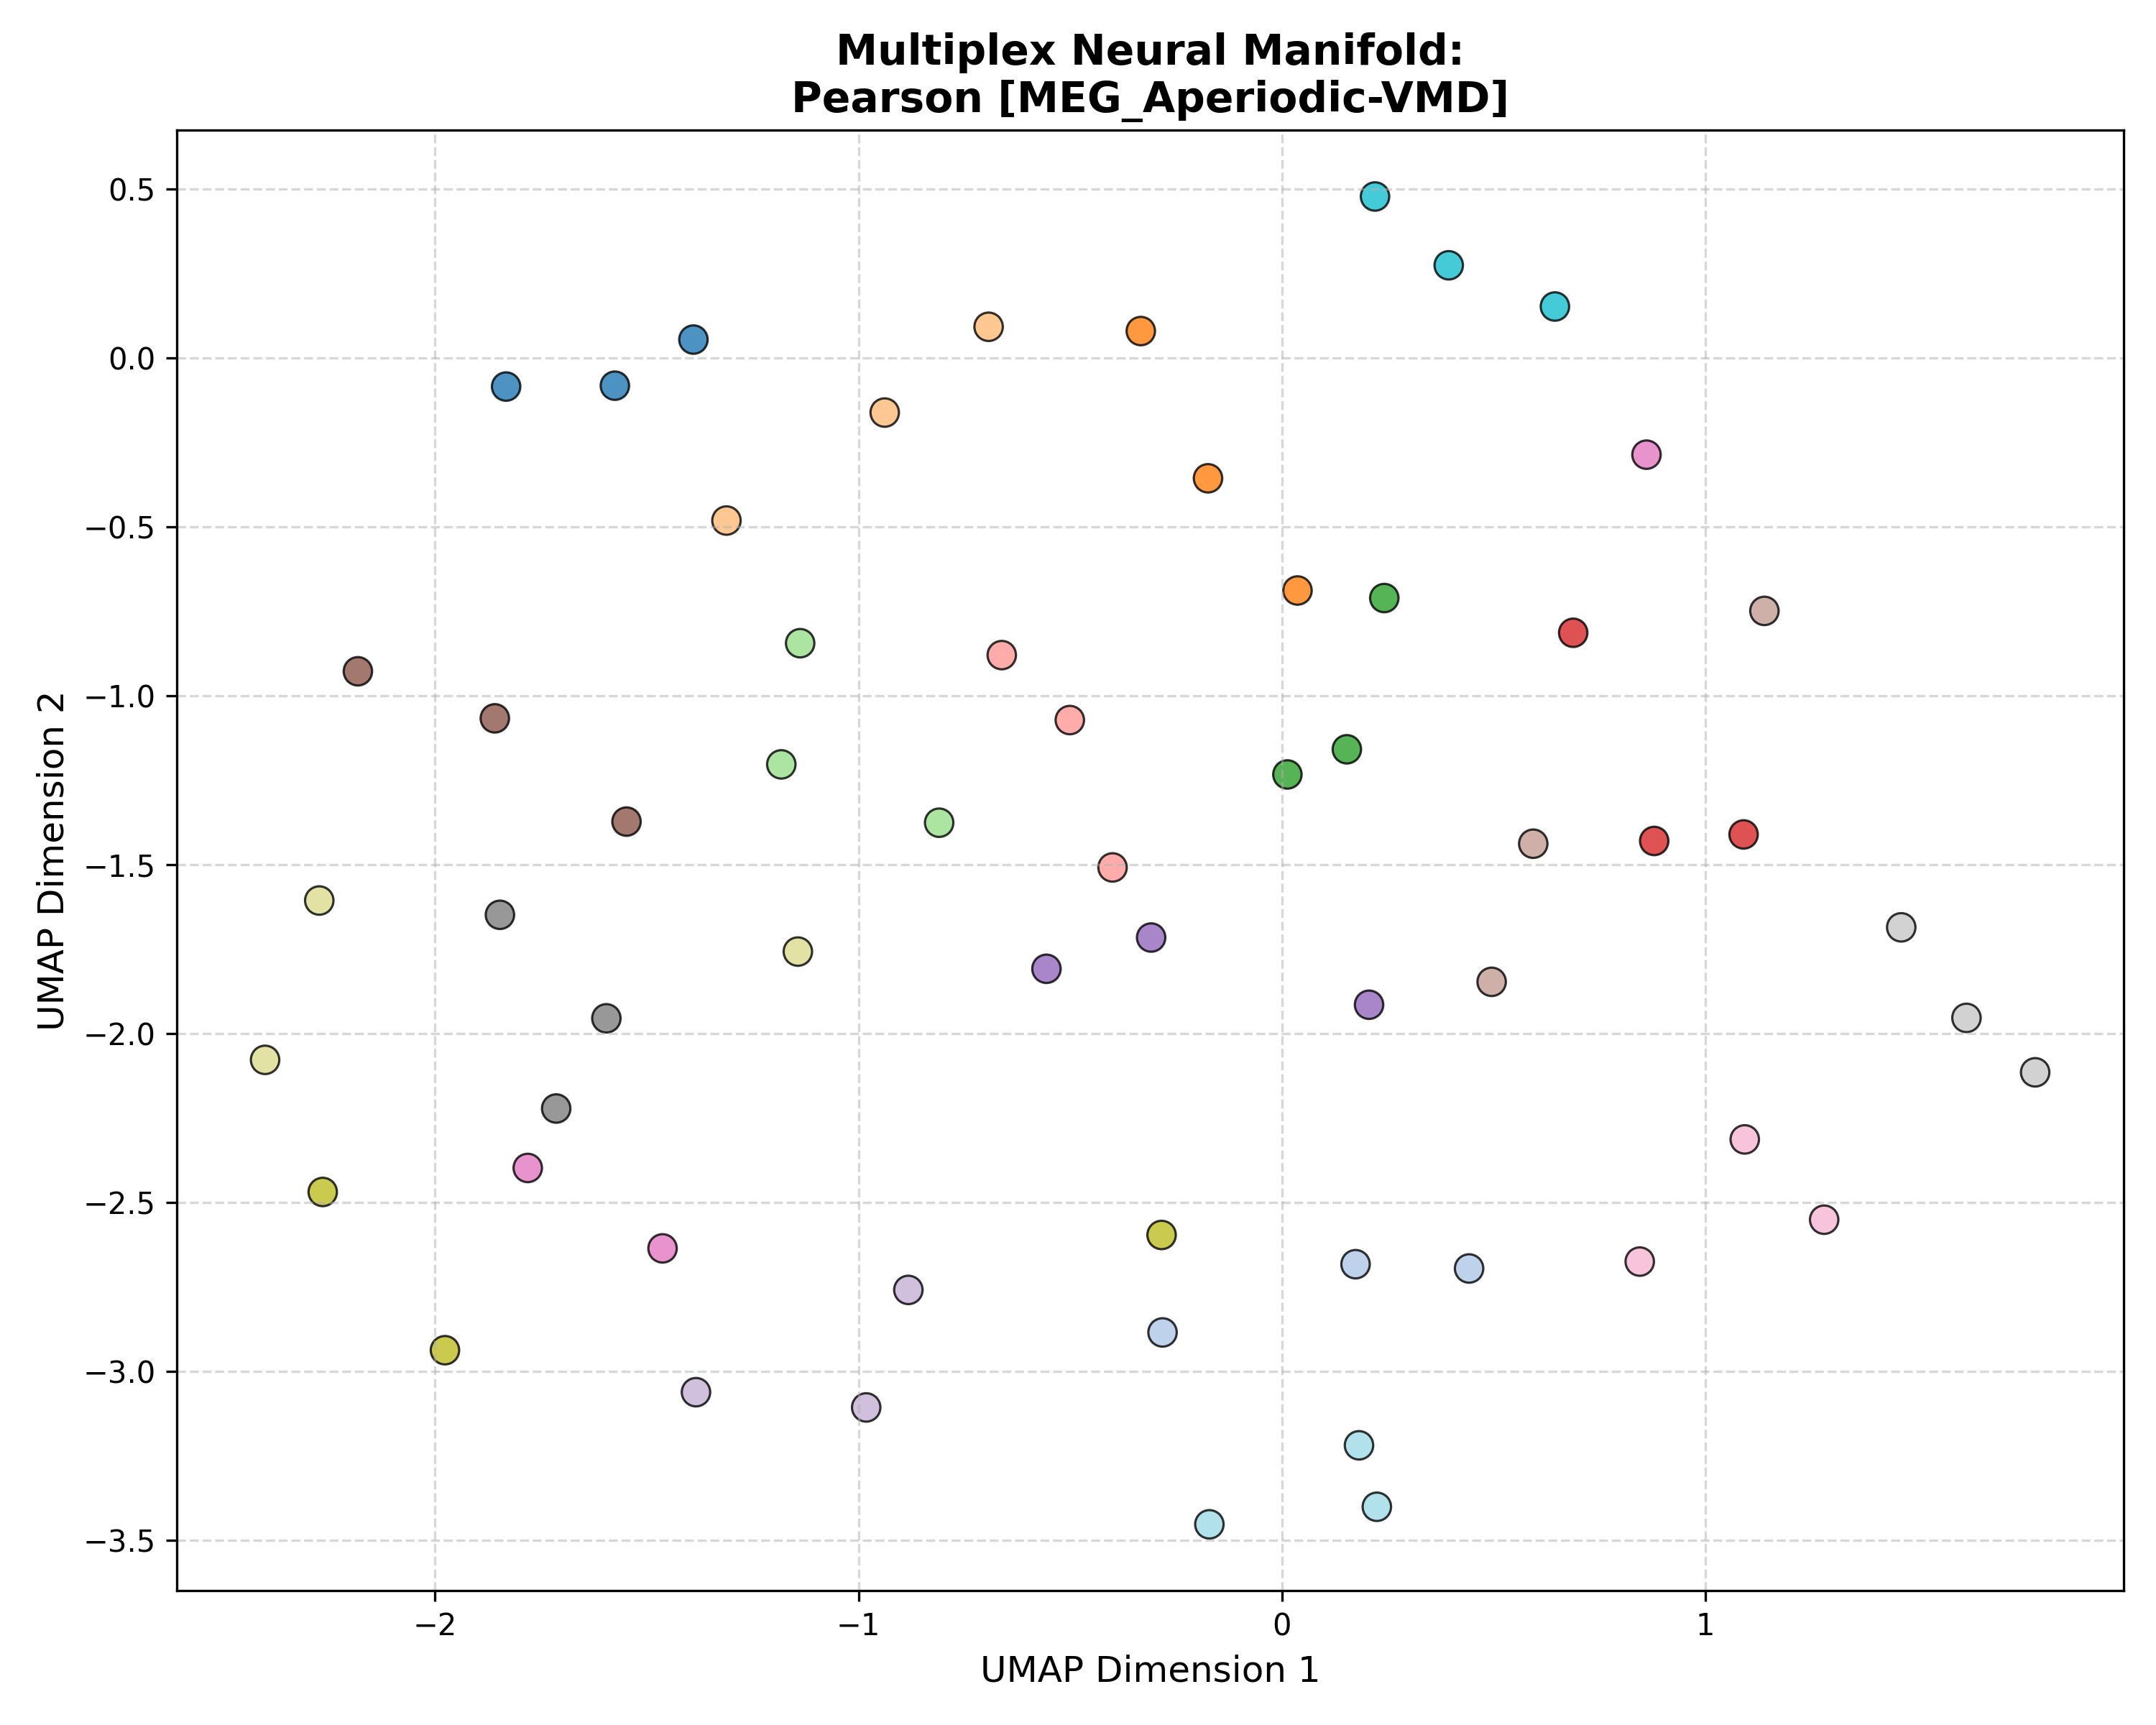 Multiplex Neural Manifold:
Pearson [MEG_Aperiodic-VMD]
0.5
0.0
−0.5
−1.0
−1.5
−2.0
−2.5
−3.0
−3.5
UMAP Dimension 2
−2 −1 0 1
UMAP Dimension 1